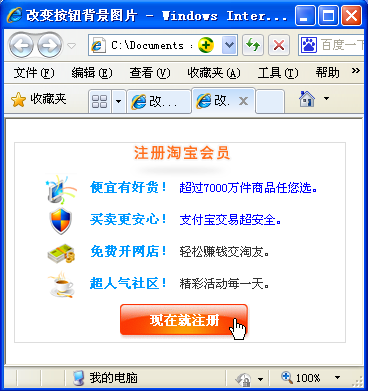 改变按钮背景图片 - Windows Inter...
C:\Documents
百度一下
文件(F) 编辑(E) 查看(V) 收藏夹(A) 工具(T) 帮助 »
收藏夹 改... 改... »
注册淘宝会员
便宜有好货！ 超过7000万件商品任您选。
买卖更安心！ 支付宝交易超安全。
免费开网店！ 轻松赚钱交淘友。
超人气社区！ 精彩活动每一天。
现在就注册
我的电脑 100%